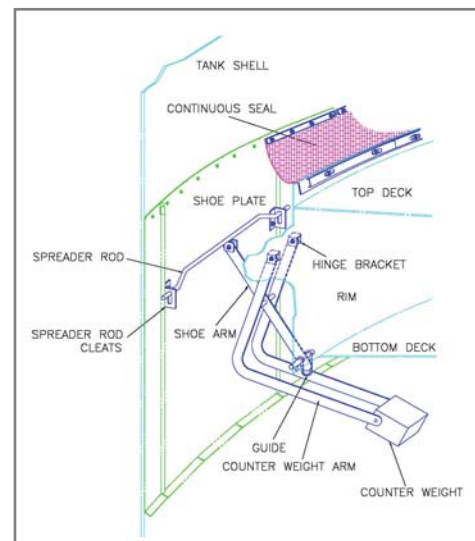 TANK SHELL
CONTINUOUS SEAL
SHOE PLATE
TOP DECK
SPREADER ROD
HINGE BRACKET
RIM
SHOE ARM
SPREADER ROD
CLEATS
BOTTOM DECK
GUIDE
COUNTER WEIGHT ARM
COUNTER WEIGHT